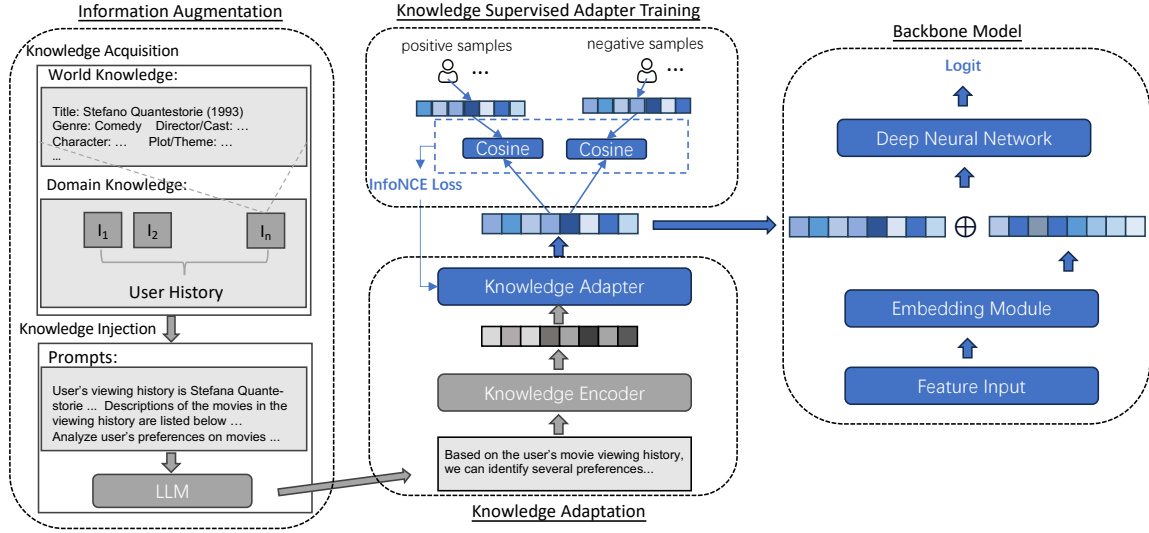 Information Augmentation
Knowledge Acquisition
World Knowledge:
Title: Stefano Quantestorie (1993)
Genre: Comedy Director/Cast: …
Character: … Plot/Theme: …
...
Domain Knowledge:
I1
I2
In
User History
Knowledge Injection
Prompts:
User's viewing history is Stefana Quante-
storie ... Descriptions of the movies in the
viewing history are listed below …
Analyze user's preferences on movies ...
LLM
Knowledge Supervised Adapter Training
positive samples
negative samples
...
...
Cosine
Cosine
InfoNCE Loss
Knowledge Adapter
Knowledge Encoder
Based on the user's movie viewing history,
we can identify several preferences...
Knowledge Adaptation
Backbone Model
Logit
Deep Neural Network
Embedding Module
Feature Input